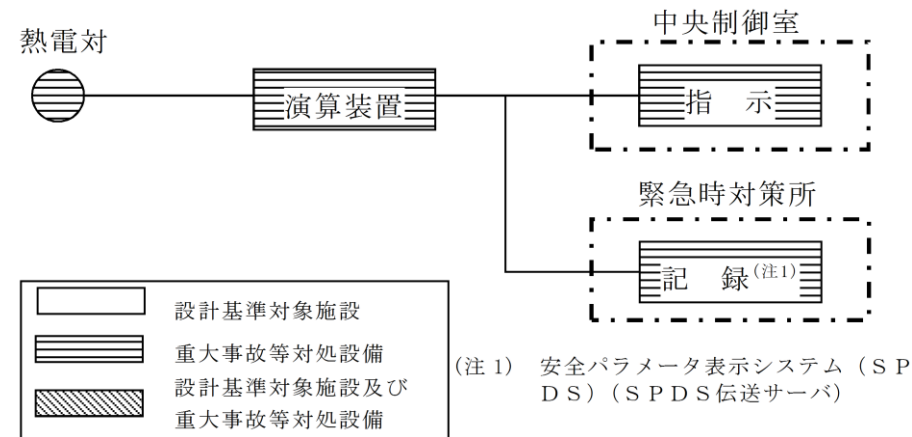 中央制御室
熱電対
演算装置
指　示
緊急時対策所
記　録(注1)
設計基準対象施設
重大事故等対処設備
設計基準対象施設及び
重大事故等対処設備
(注 1)　安全パラメータ表示システム（ＳＰ
ＤＳ）（ＳＰＤＳ伝送サーバ）